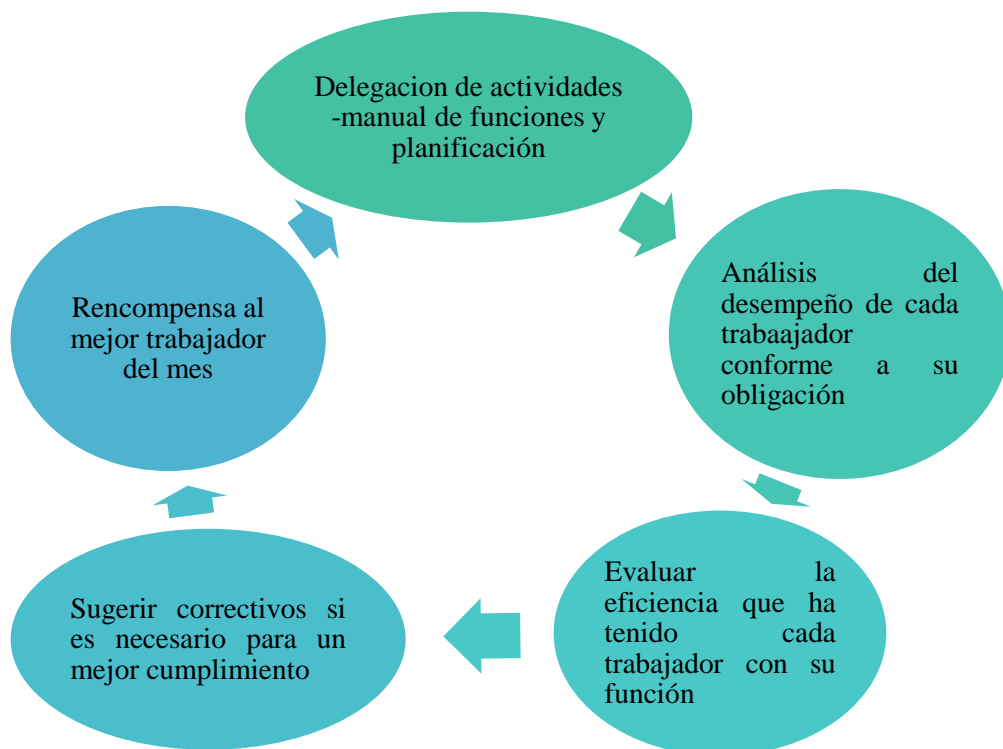 Delegacion de actividades
-manual de funciones y
planificación
Análisis del
desempeño de cada
trabaajador
conforme a su
obligación
Evaluar la
eficiencia que ha
tenido cada
trabajador con su
función
Sugerir correctivos si
es necesario para un
mejor cumplimiento
Rencompensa al
mejor trabajador
del mes